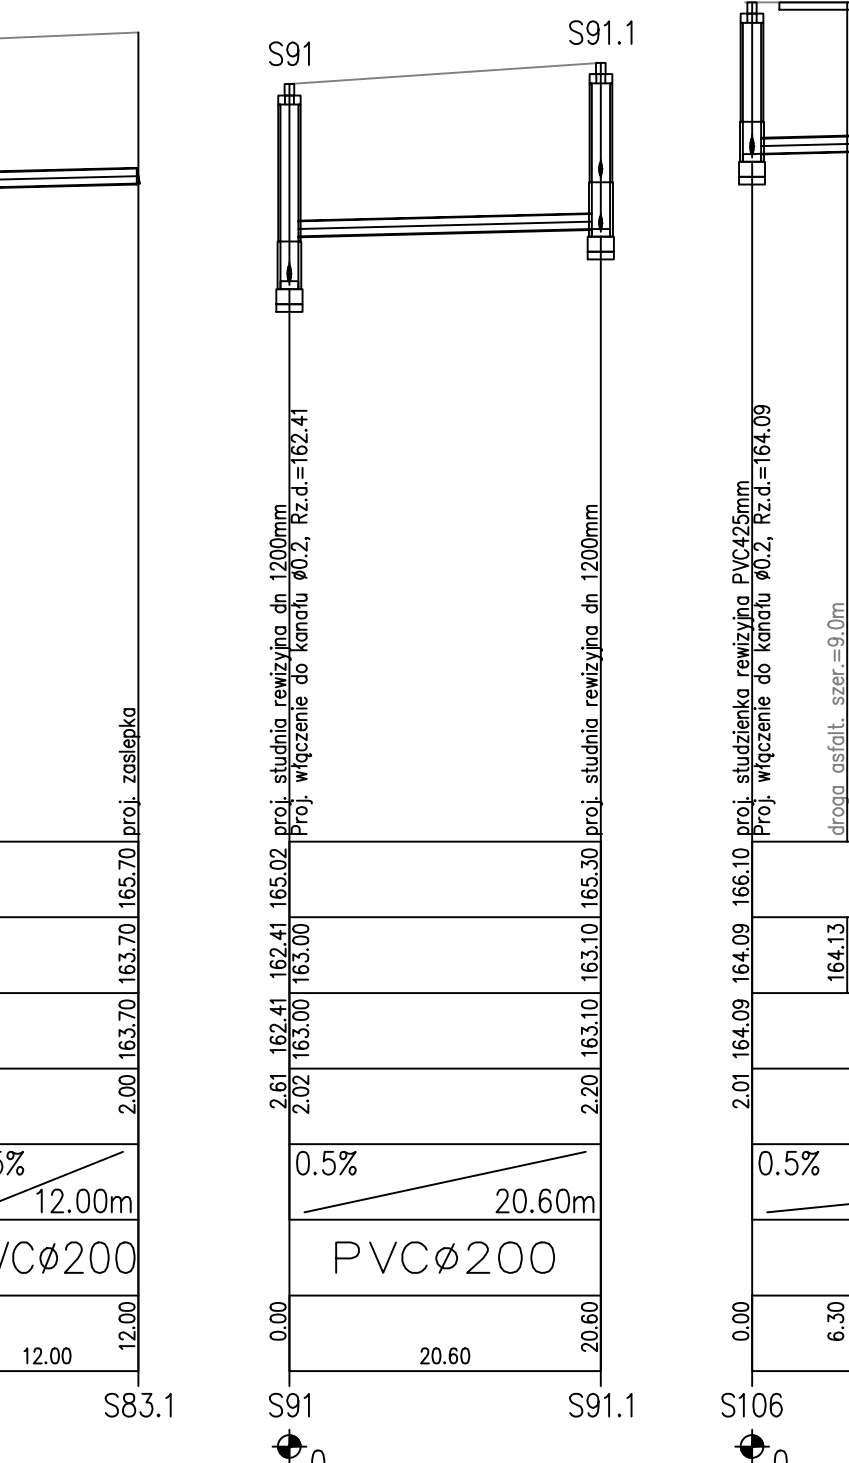 S91
S91.1
proj. zaslepka
proj. studnia rewizyjna dn 1200mm
Proj. włączenie do kanału ø0.2, Rz.d.=162.41
proj. studnia rewizyjna dn 1200mm
proj. studzienka rewizyjna PVC425mm
Proj. włączenie do kanału ø0.2, Rz.d.=164.09
droga asfalt. szer.=9.0m
165.70
165.02
165.30
166.10
163.70
162.41
163.00
163.10
164.09
164.13
163.70
162.41
163.00
163.10
164.09
2.00
2.61
2.02
2.20
2.01
%
12.00m
0.5%
20.60m
0.5%
VCø200
PVCø200
12.00
12.00
0.00
20.60
20.60
0.00
6.30
S83.1
S91
S91.1
S106
0
0